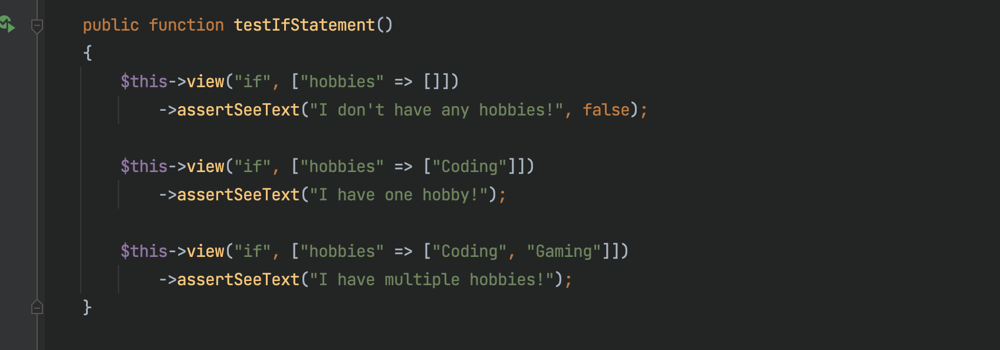 public function testIfStatement()
{
    $this->view("if", ["hobbies" => []])
        ->assertSeeText("I don't have any hobbies!", false);

    $this->view("if", ["hobbies" => ["Coding"]])
        ->assertSeeText("I have one hobby!");

    $this->view("if", ["hobbies" => ["Coding", "Gaming"]])
        ->assertSeeText("I have multiple hobbies!");
}